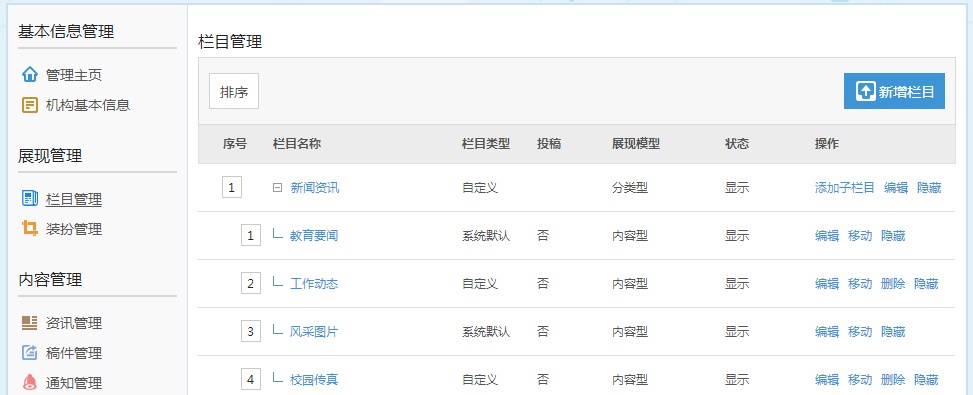 基本信息管理
管理主页
机构基本信息
展现管理
栏目管理
装扮管理
内容管理
资讯管理
稿件管理
通知管理
栏目管理
排序
新增栏目
序号 栏目名称 栏目类型 投稿 展现模型 状态 操作
1 新闻资讯 自定义 分类型 显示 添加子栏目 编辑 隐藏
1 教育要闻 系统默认 否 内容型 显示 编辑 移动 隐藏
2 工作动态 自定义 否 内容型 显示 编辑 移动 删除 隐藏
3 风采图片 系统默认 否 内容型 显示 编辑 移动 隐藏
4 校园传真 自定义 否 内容型 显示 编辑 移动 删除 隐藏